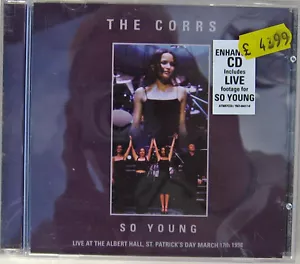 THE CORRS
£ 4.99
ENHANCED
CD
Includes
LIVE
footage for
SO YOUNG
SO YOUNG
LIVE AT THE ALBERT HALL, ST. PATRICK'S DAY MARCH 17th 1998